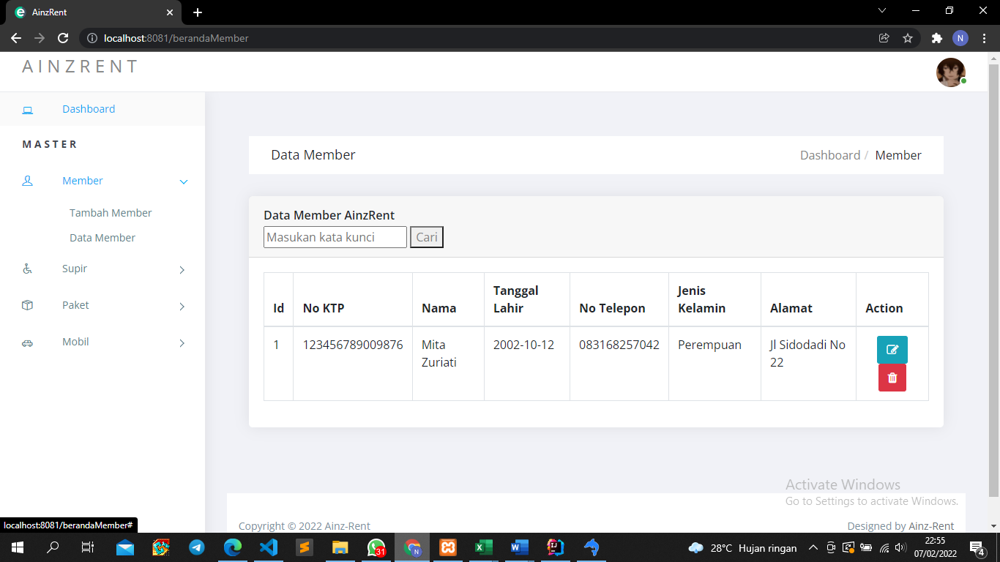 AinzRent
localhost:8081/berandaMember
N
AINZRENT
Dashboard
MASTER
Member
Tambah Member
Data Member
Supir
Paket
Mobil
Data Member
Dashboard / Member
Data Member AinzRent
Masukan kata kunci Cari
Id No KTP Nama Tanggal Lahir No Telepon Jenis Kelamin Alamat Action
1 123456789009876 Mita Zuriati 2002-10-12 083168257042 Perempuan Jl Sidodadi No 22
Activate Windows
Go to Settings to activate Windows.
localhost:8081/berandaMember#
Copyright © 2022 Ainz-Rent
Designed by Ainz-Rent
31
N
28°C Hujan ringan
22:55
07/02/2022
4